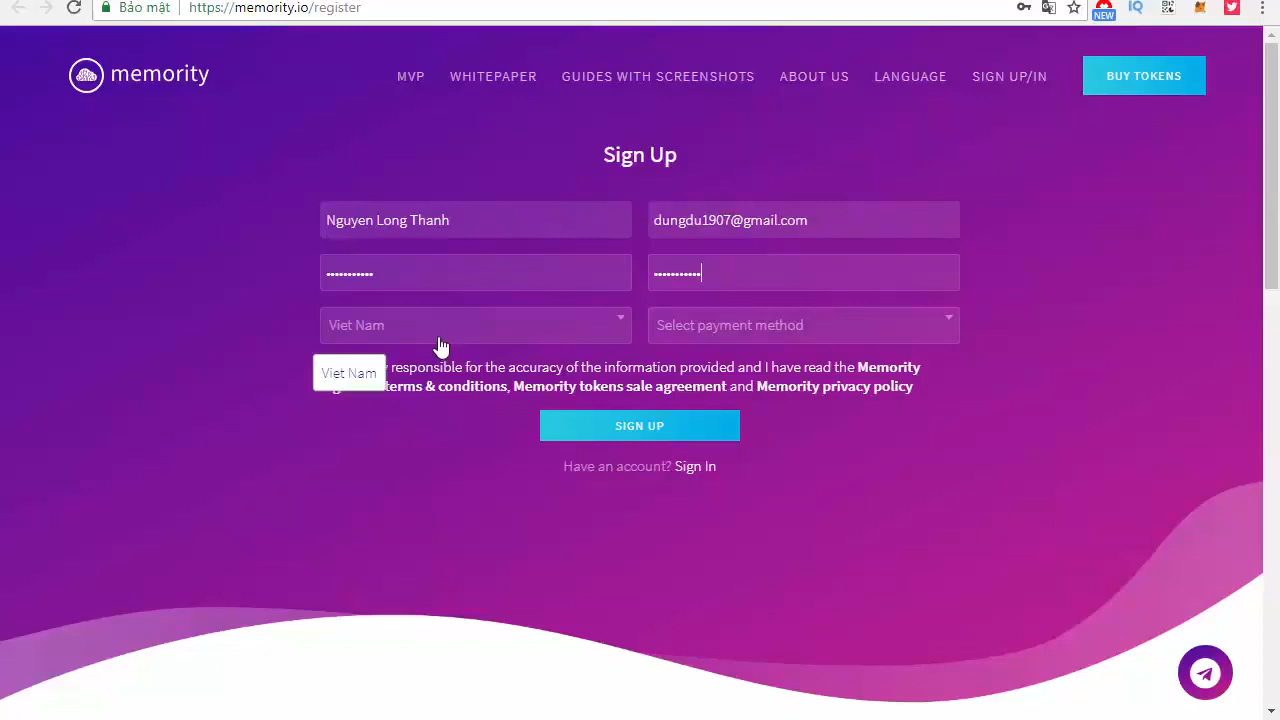 Bảo mật https://memority.io/register
NEW
memority MVP WHITEPAPER GUIDES WITH SCREENSHOTS ABOUT US LANGUAGE SIGN UP/IN BUY TOKENS
Sign Up
Nguyen Long Thanh dungdu1907@gmail.com
••••••••••• •••••••••••
Viet Nam Select payment method
Viet Nam
responsible for the accuracy of the information provided and I have read the Memority
terms & conditions, Memority tokens sale agreement and Memority privacy policy
SIGN UP
Have an account? Sign In